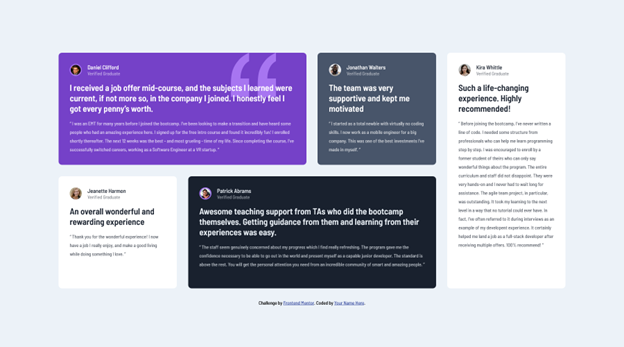 Daniel Clifford
Verified Graduate
I received a job offer mid-course, and the subjects I learned were
current, if not more so, in the company I joined. I honestly feel I
got every penny's worth.
" I was an EMT for many years before I joined the bootcamp. I've been looking to make a transition and have heard some
people who had an amazing experience here. I signed up for the free intro course and found it incredibly fun! I enrolled
shortly thereafter. The next 12 weeks was the best - and most grueling - time of my life. Since completing the course, I've
successfully switched careers, working as a Software Engineer at a VR startup. "
Jonathan Walters
Verified Graduate
The team was very
supportive and kept me
motivated
" I started as a total newbie with virtually no coding
skills. I now work as a mobile engineer for a big
company. This was one of the best investments I've
made in myself. "
Kira Whittle
Verified Graduate
Such a life-changing
experience. Highly
recommended!
" Before joining the bootcamp, I've never written a
line of code. I needed some structure from
professionals who can help me learn programming
step by step. I was encouraged to enroll by a
former student of theirs who can only say
wonderful things about the program. The entire
curriculum and staff did not disappoint. They were
very hands-on and I never had to wait long for
assistance. The agile team project, in particular,
was outstanding. It took my learning to the next
level in a way that no tutorial could ever have. In
fact, I've often referred to it during interviews as an
example of my developent experience. It certainly
helped me land a job as a full-stack developer after
receiving multiple offers. 100% recommend! "
Jeanette Harmon
Verified Graduate
An overall wonderful and
rewarding experience
" Thank you for the wonderful experience! I now
have a job I really enjoy, and make a good living
while doing something I love. "
Patrick Abrams
Verified Graduate
Awesome teaching support from TAs who did the bootcamp
themselves. Getting guidance from them and learning from their
experiences was easy.
" The staff seem genuinely concerned about my progress which I find really refreshing. The program gave me the
confidence necessary to be able to go out in the world and present myself as a capable junior developer. The standard is
above the rest. You will get the personal attention you need from an incredible community of smart and amazing people. "
Challenge by Frontend Mentor. Coded by Your Name Here.